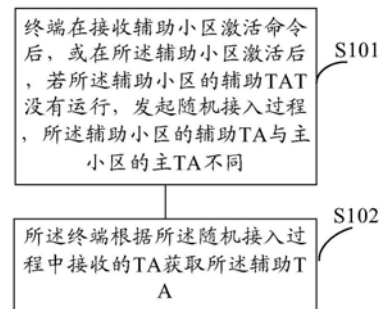 终端在接收辅助小区激活命令
后，或在所述辅助小区激活后
，若所述辅助小区的辅助TAT
没有运行，发起随机接入过程
，所述辅助小区的辅助TA与主
小区的主TA不同
S101
S102
所述终端根据所述随机接入过
程中接收的TA获取所述辅助T
A